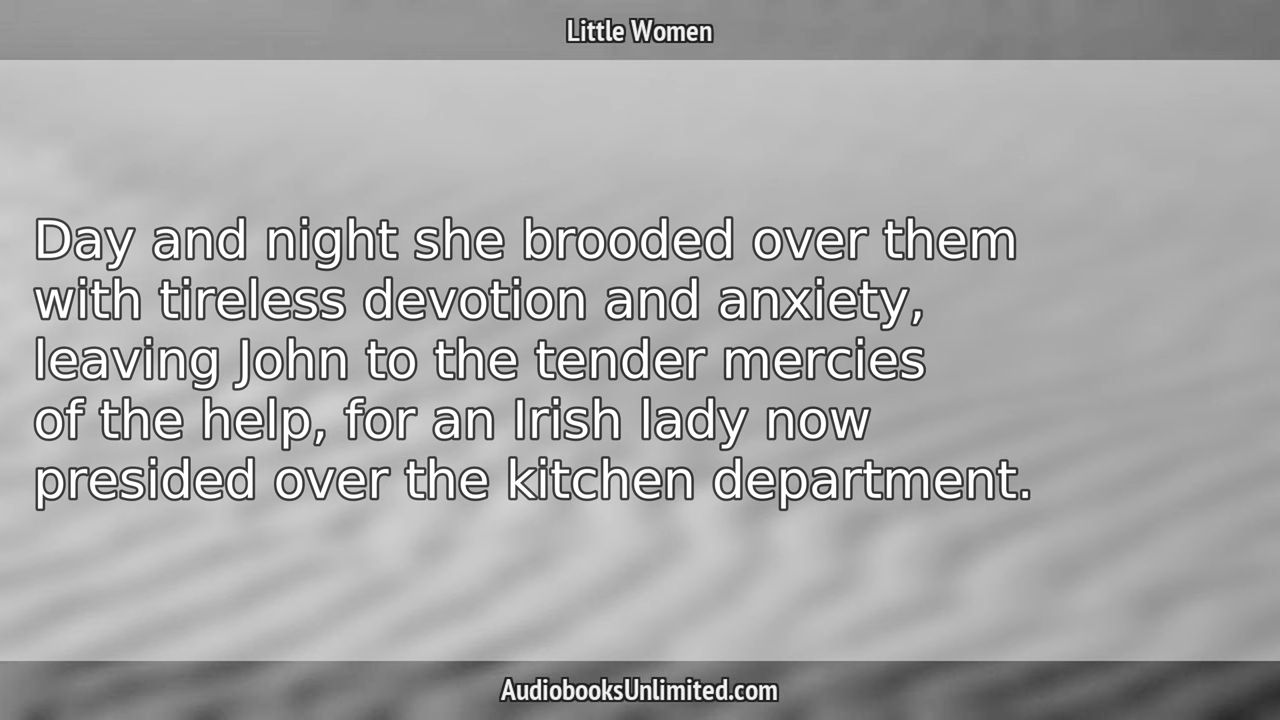 Little Women
Day and night she brooded over them
with tireless devotion and anxiety,
leaving John to the tender mercies
of the help, for an Irish lady now
presided over the kitchen department.
AudiobooksUnlimited.com